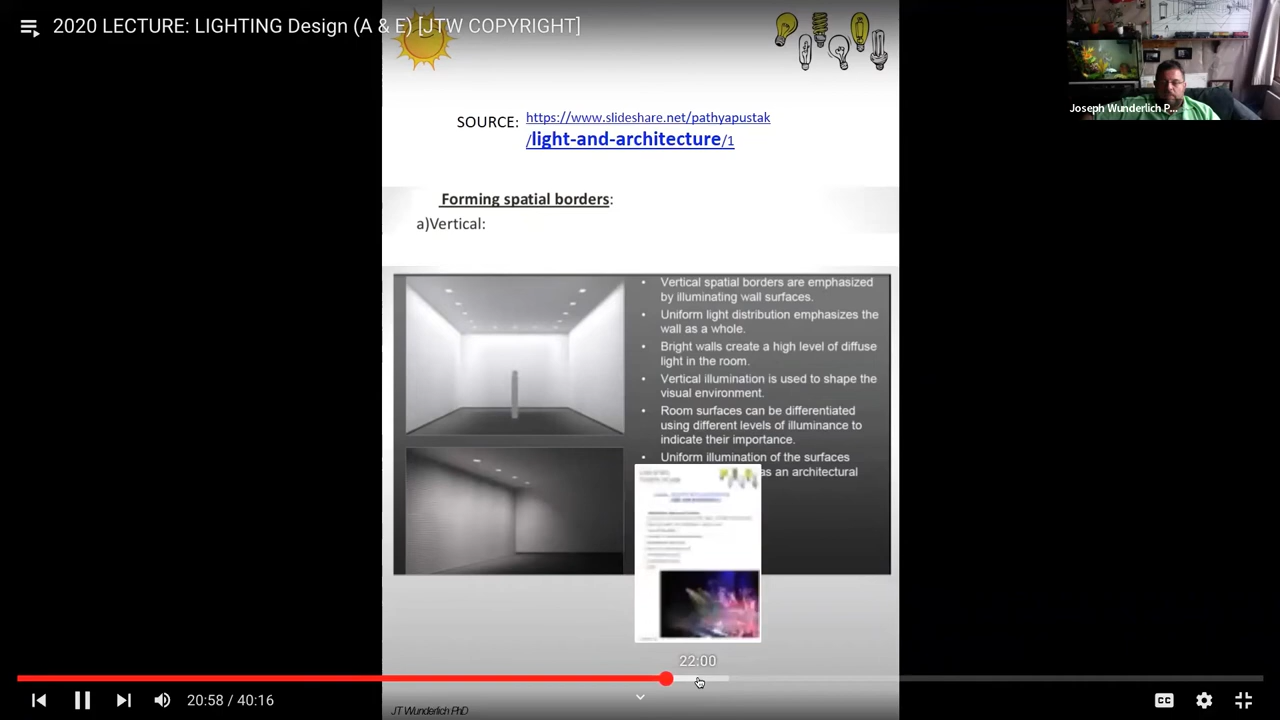 2020 LECTURE: LIGHTING Design (A & E) [JTW COPYRIGHT]
Joseph Wunderlich P...
SOURCE: https://www.slideshare.net/pathyapustak
/light-and-architecture/1
Forming spatial borders:
a)Vertical:
• Vertical spatial borders are emphasized
by illuminating wall surfaces.
• Uniform light distribution emphasizes the
wall as a whole.
• Bright walls create a high level of diffuse
light in the room.
• Vertical illumination is used to shape the
visual environment.
• Room surfaces can be differentiated
using different levels of illuminance to
indicate their importance.
• Uniform illumination of the surfaces
as an architectural
22:00
20:58 / 40:16
CC
JT Wunderlich PhD